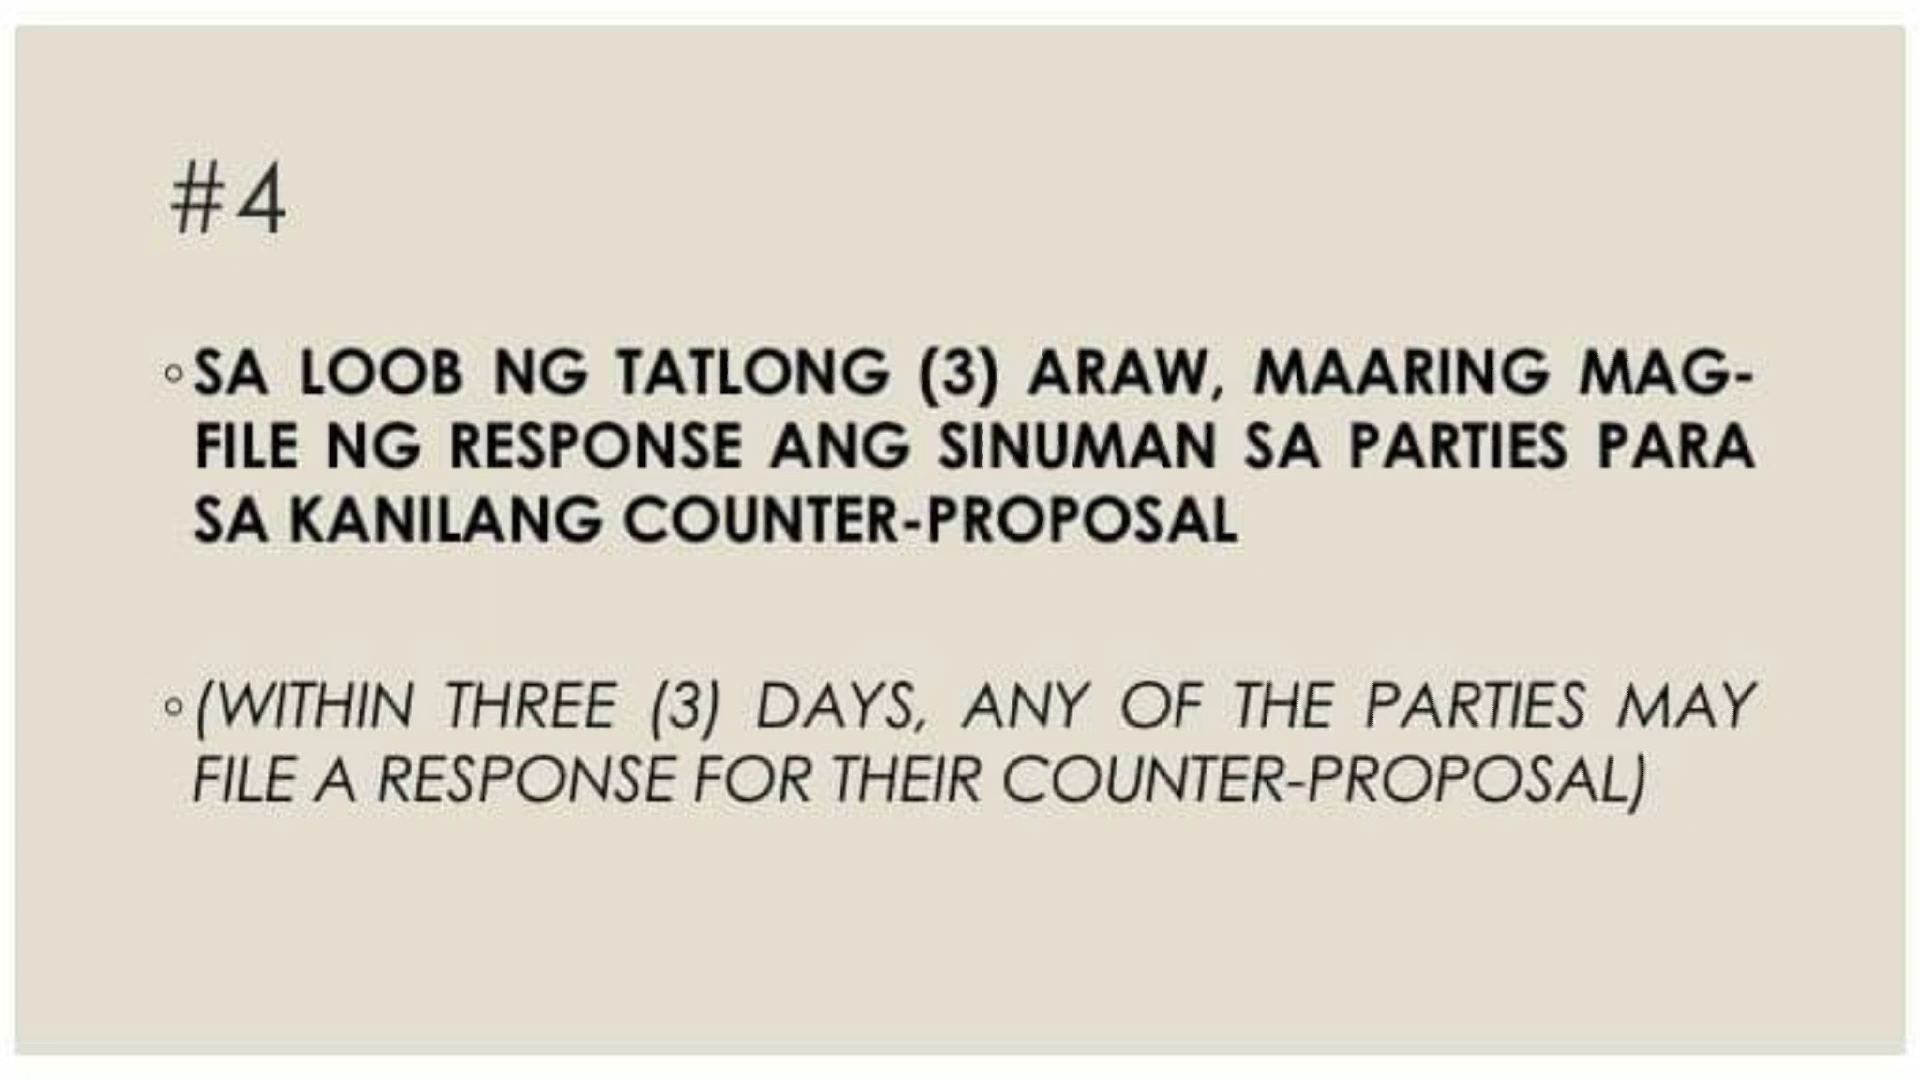 #4
◦ SA LOOB NG TATLONG (3) ARAW, MAARING MAG-
FILE NG RESPONSE ANG SINUMAN SA PARTIES PARA
SA KANILANG COUNTER-PROPOSAL
◦ (WITHIN THREE (3) DAYS, ANY OF THE PARTIES MAY
FILE A RESPONSE FOR THEIR COUNTER-PROPOSAL)